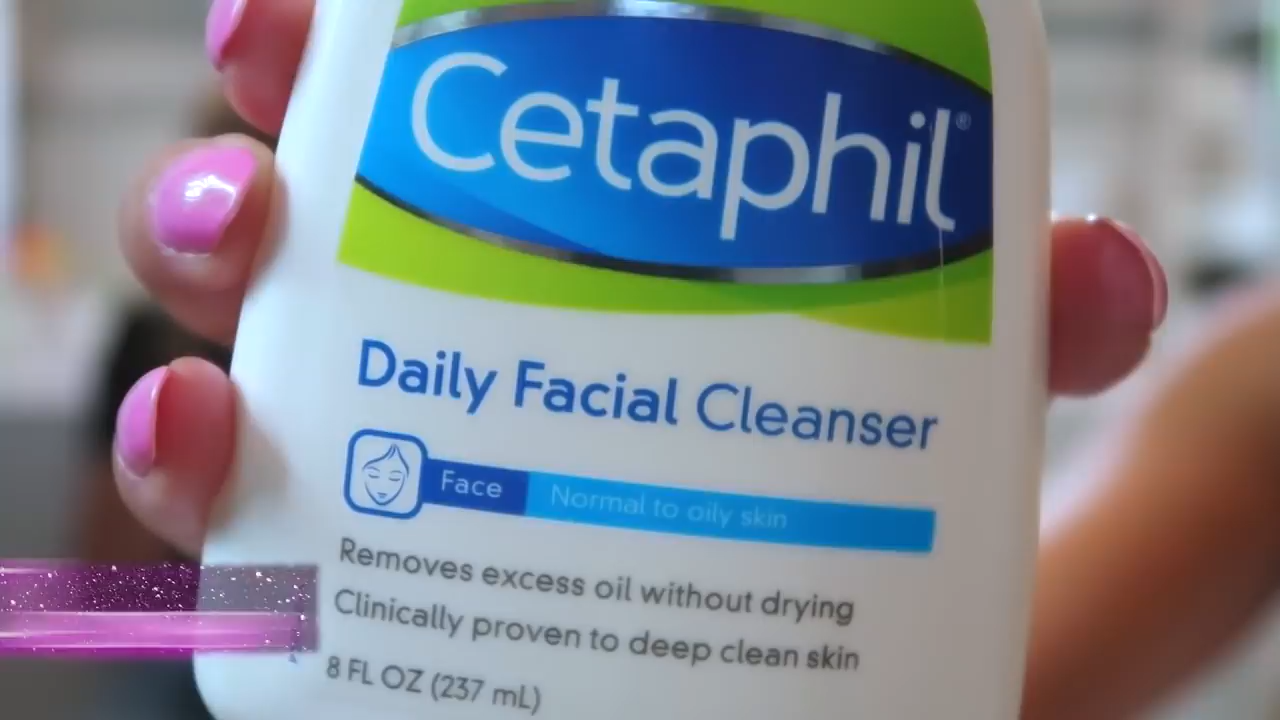 Cetaphil®
Daily Facial Cleanser
Face Normal to oily skin
Removes excess oil without drying
Clinically proven to deep clean skin
8 FL OZ (237 mL)